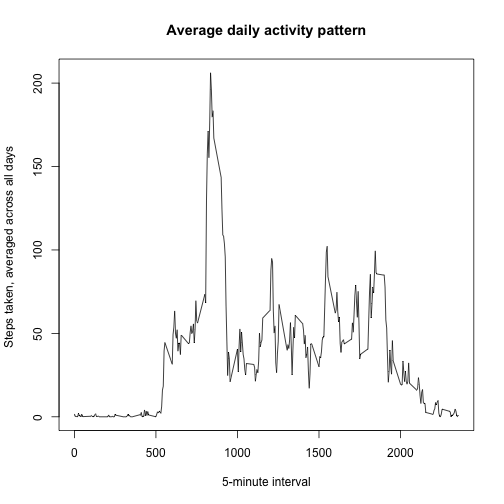 Average daily activity pattern
Steps taken, averaged across all days
200
150
100
50
0
0 500 1000 1500 2000
5-minute interval